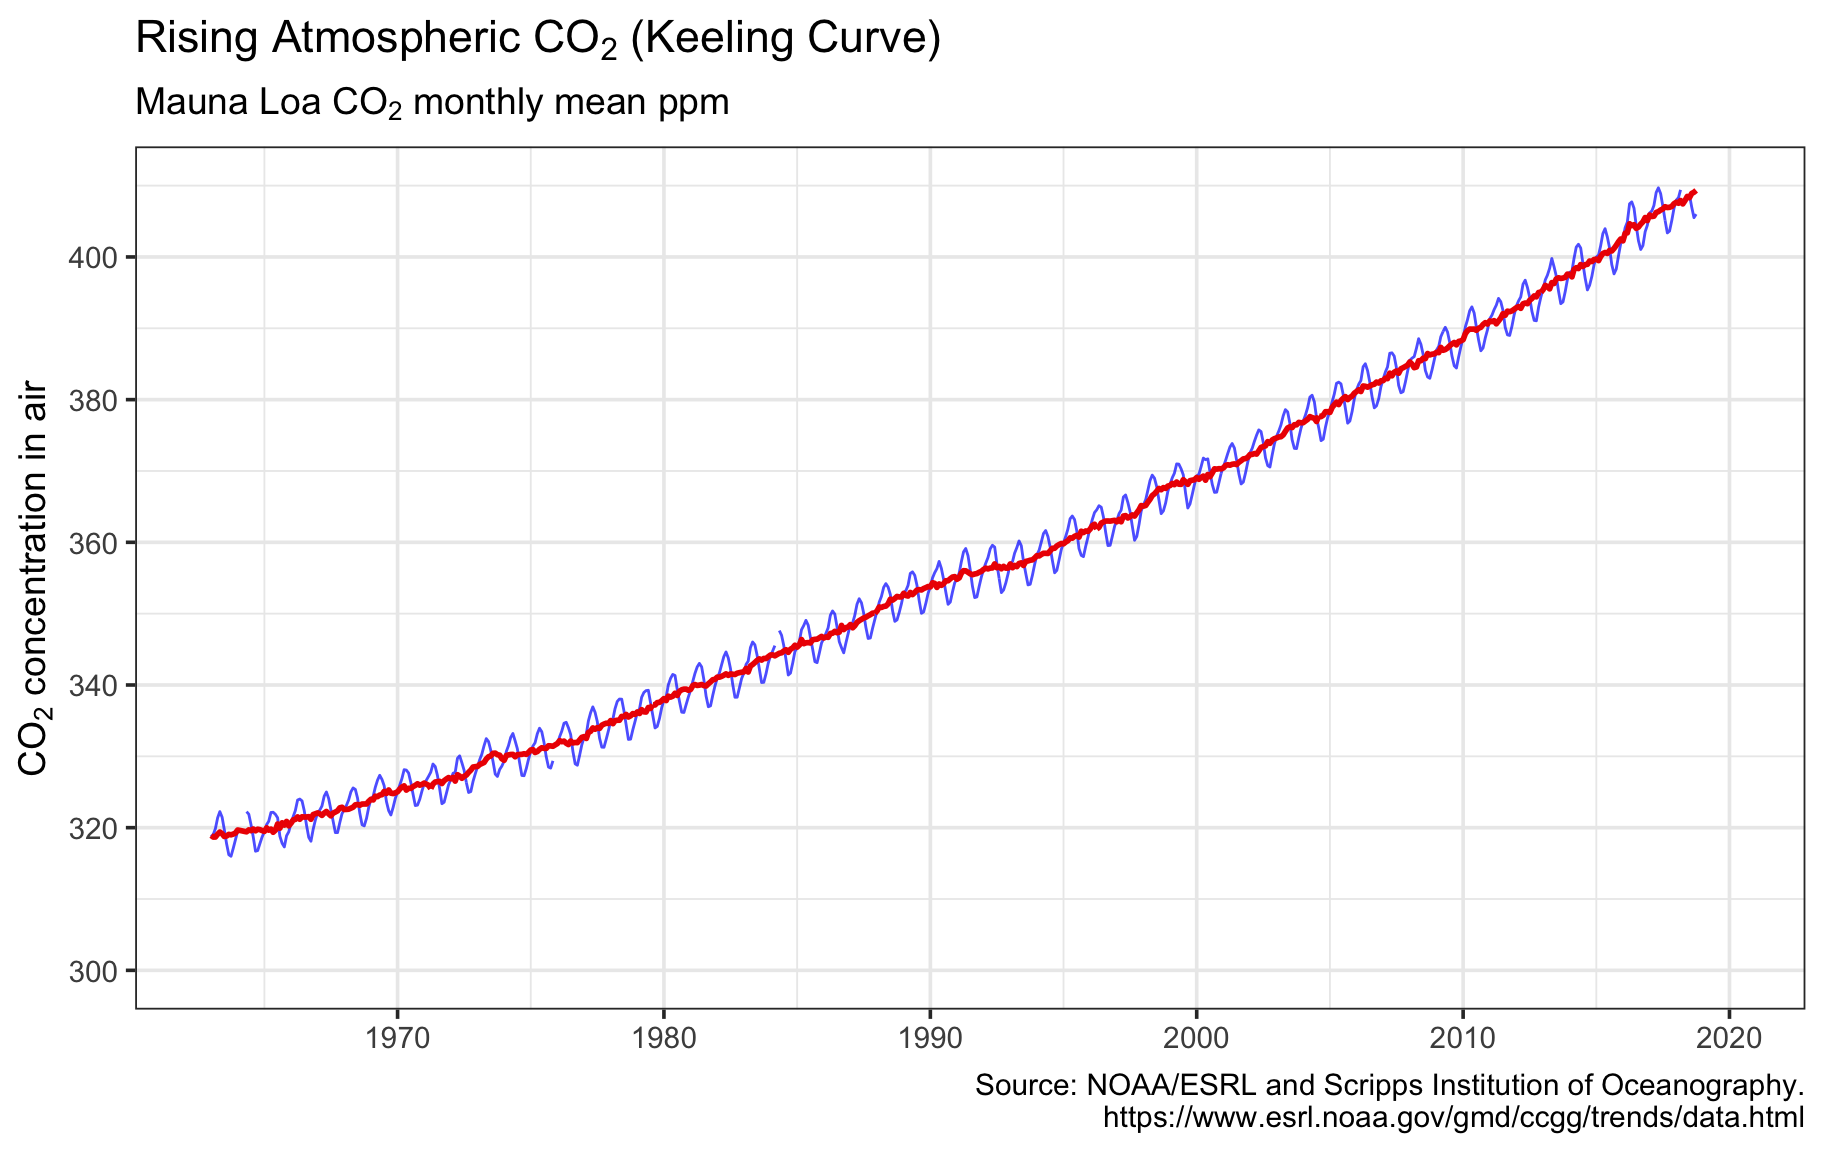 Rising Atmospheric CO₂ (Keeling Curve)
Mauna Loa CO₂ monthly mean ppm
CO₂ concentration in air
400
380
360
340
320
300
1970 1980 1990 2000 2010 2020
Source: NOAA/ESRL and Scripps Institution of Oceanography.
https://www.esrl.noaa.gov/gmd/ccgg/trends/data.html